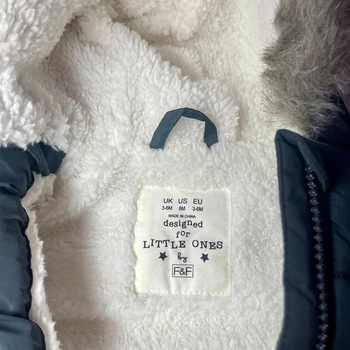 UK US EU
3-6M 6M 3-6M
MADE IN CHINA
designed
for
LITTLE ONES
by
F&F